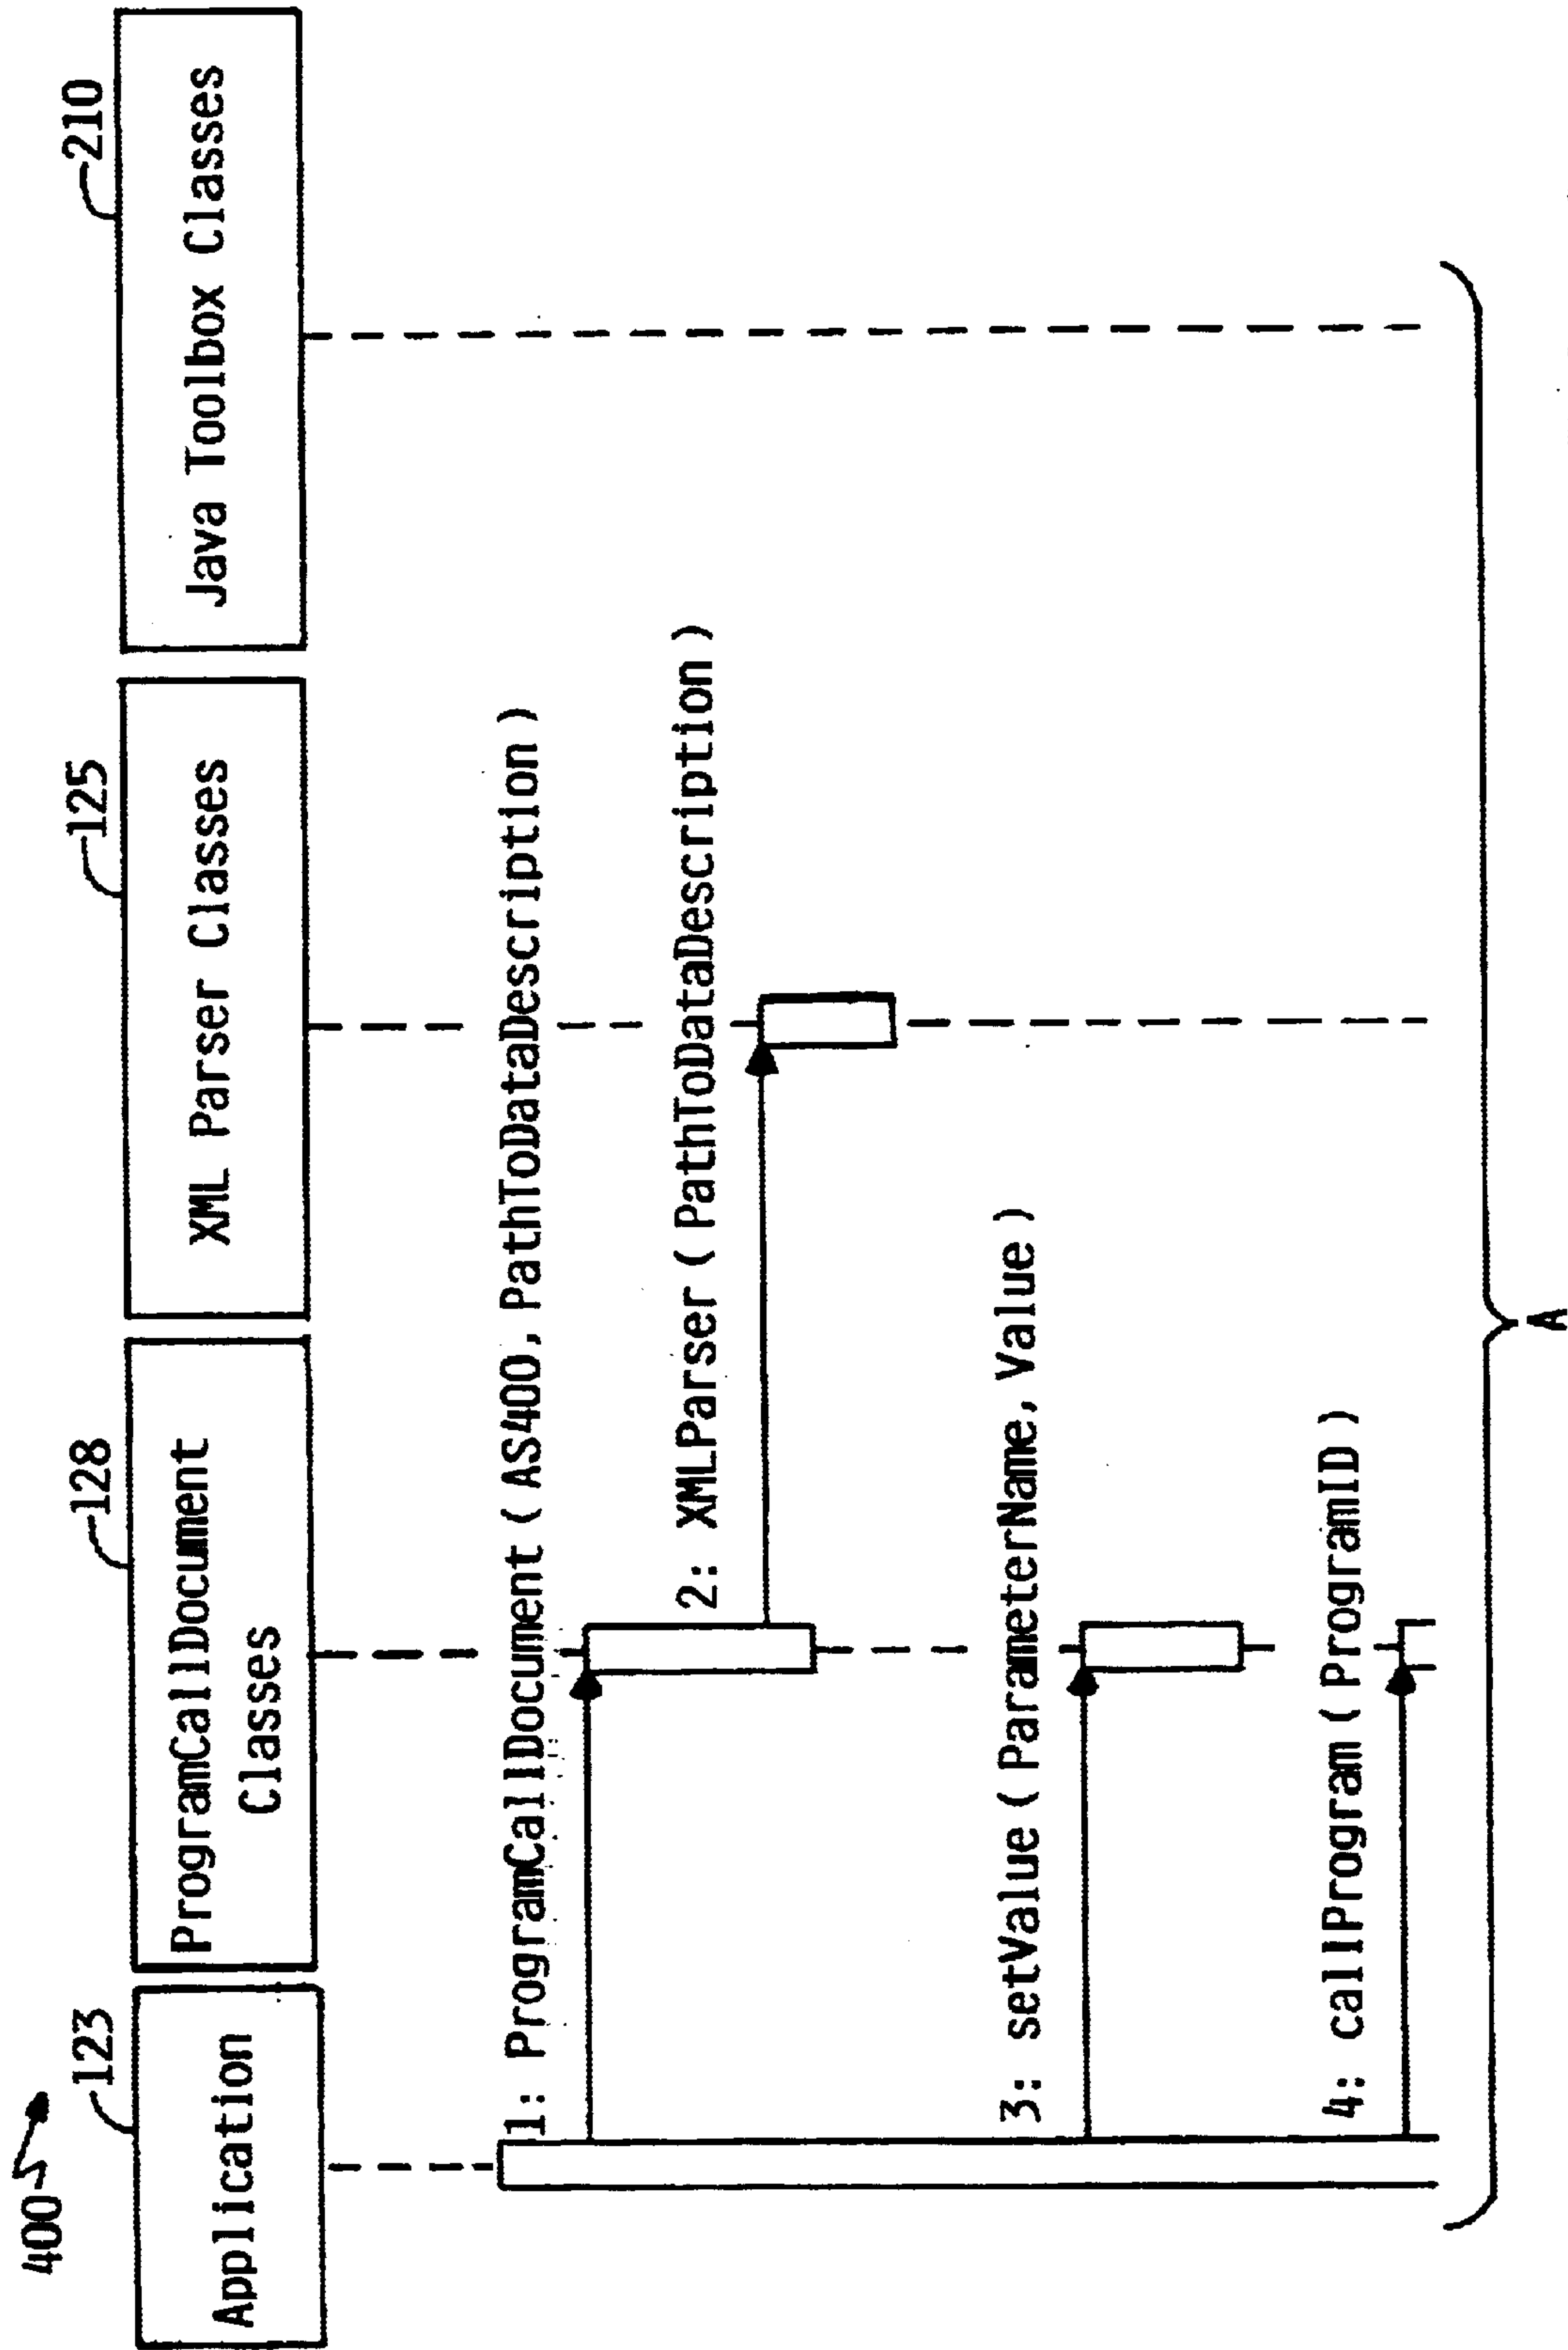 400
123
128
125
210
Application
ProgramCallDocument
Classes
XML Parser Classes
Java Toolbox Classes
1: ProgramCallDocument ( AS400, PathToDataDescription )
2: XMLParser ( PathToDataDescription )
3: setValue ( ParameterName, Value )
4: callProgram ( ProgramID )
A